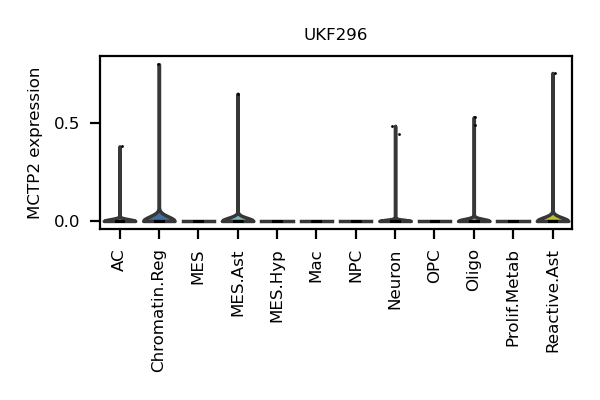 UKF296
MCTP2 expression
0.5
0.0
AC
Chromatin.Reg
MES
MES.Ast
MES.Hyp
Mac
NPC
Neuron
OPC
Oligo
Prolif.Metab
Reactive.Ast